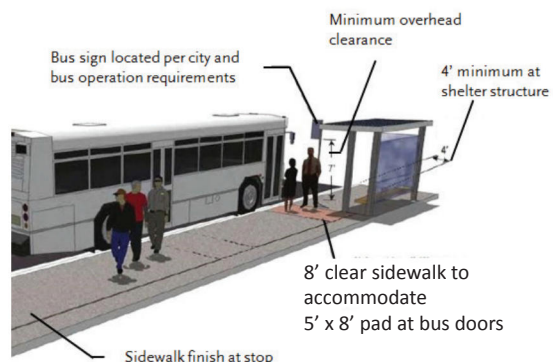 Minimum overhead
clearance
Bus sign located per city and
bus operation requirements
4' minimum at
shelter structure
4'
7'
8' clear sidewalk to
accommodate
5' x 8' pad at bus doors
Sidewalk finish at stop